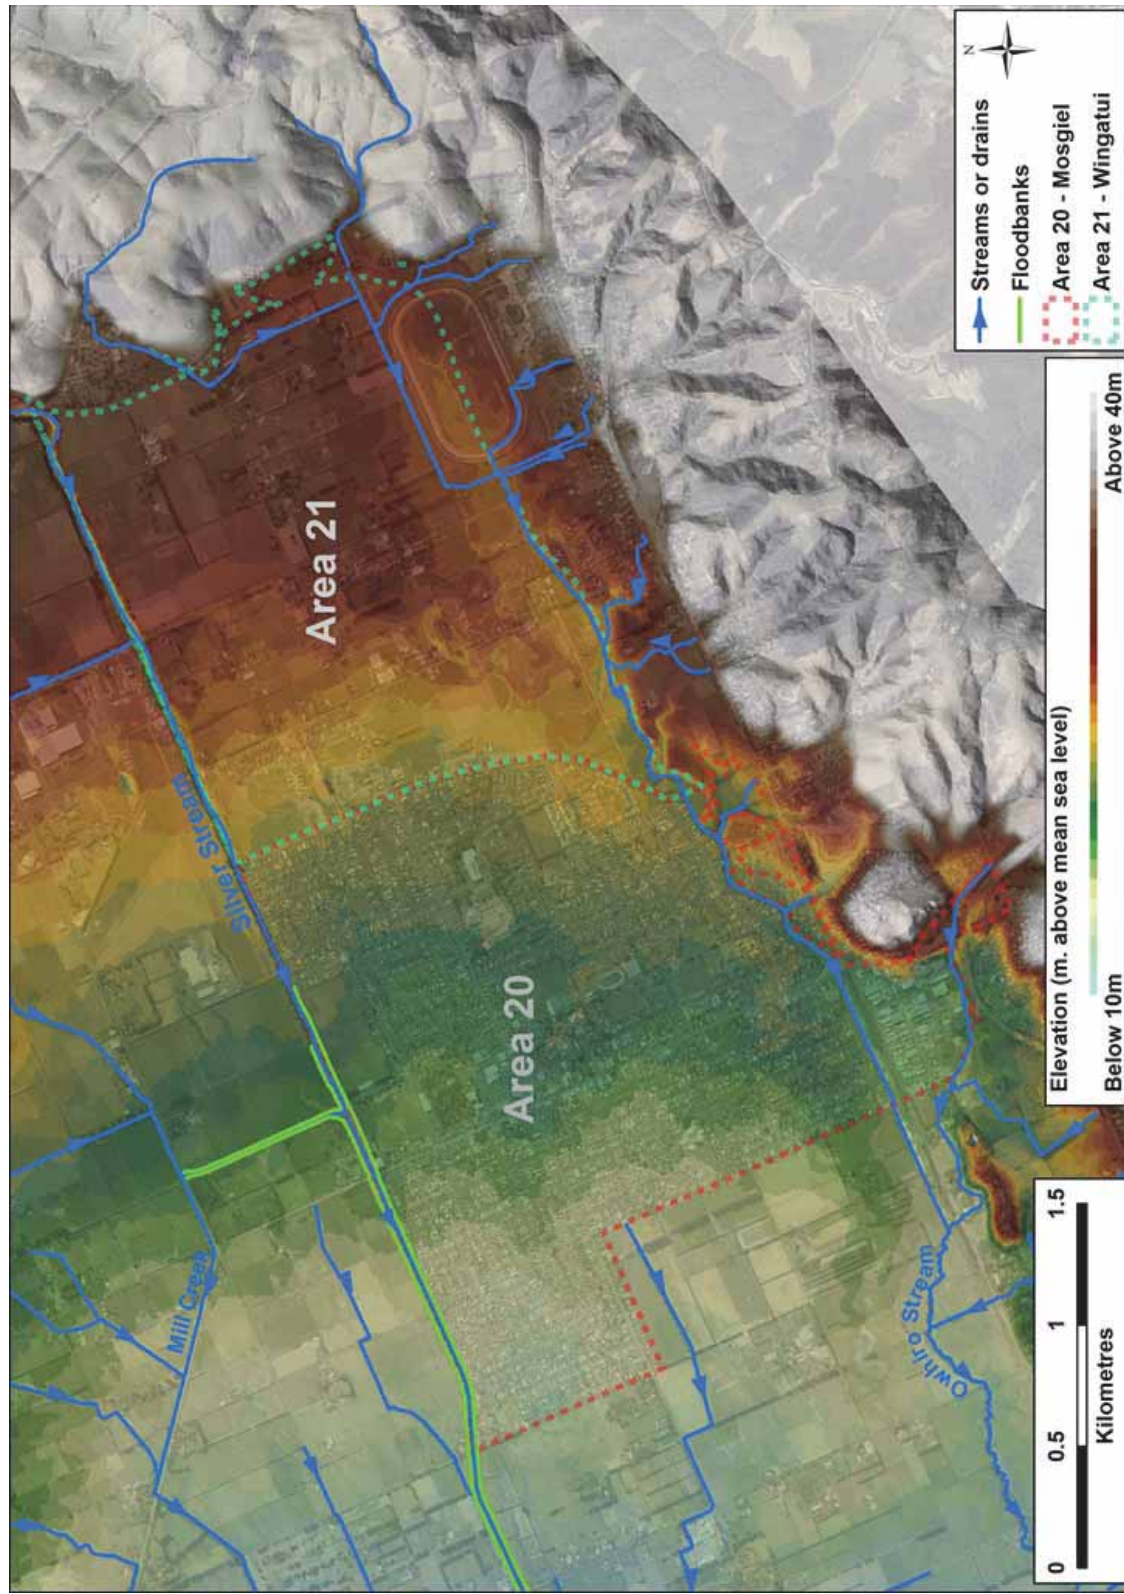 Silver Stream
Mill Creek
Area 21
Area 20
Owhiro Stream
0
0.5
1
1.5
Kilometres
Elevation (m. above mean sea level)
Below 10m
Above 40m
N
Streams or drains
Floodbanks
Area 20 - Mosgiel
Area 21 - Wingatui